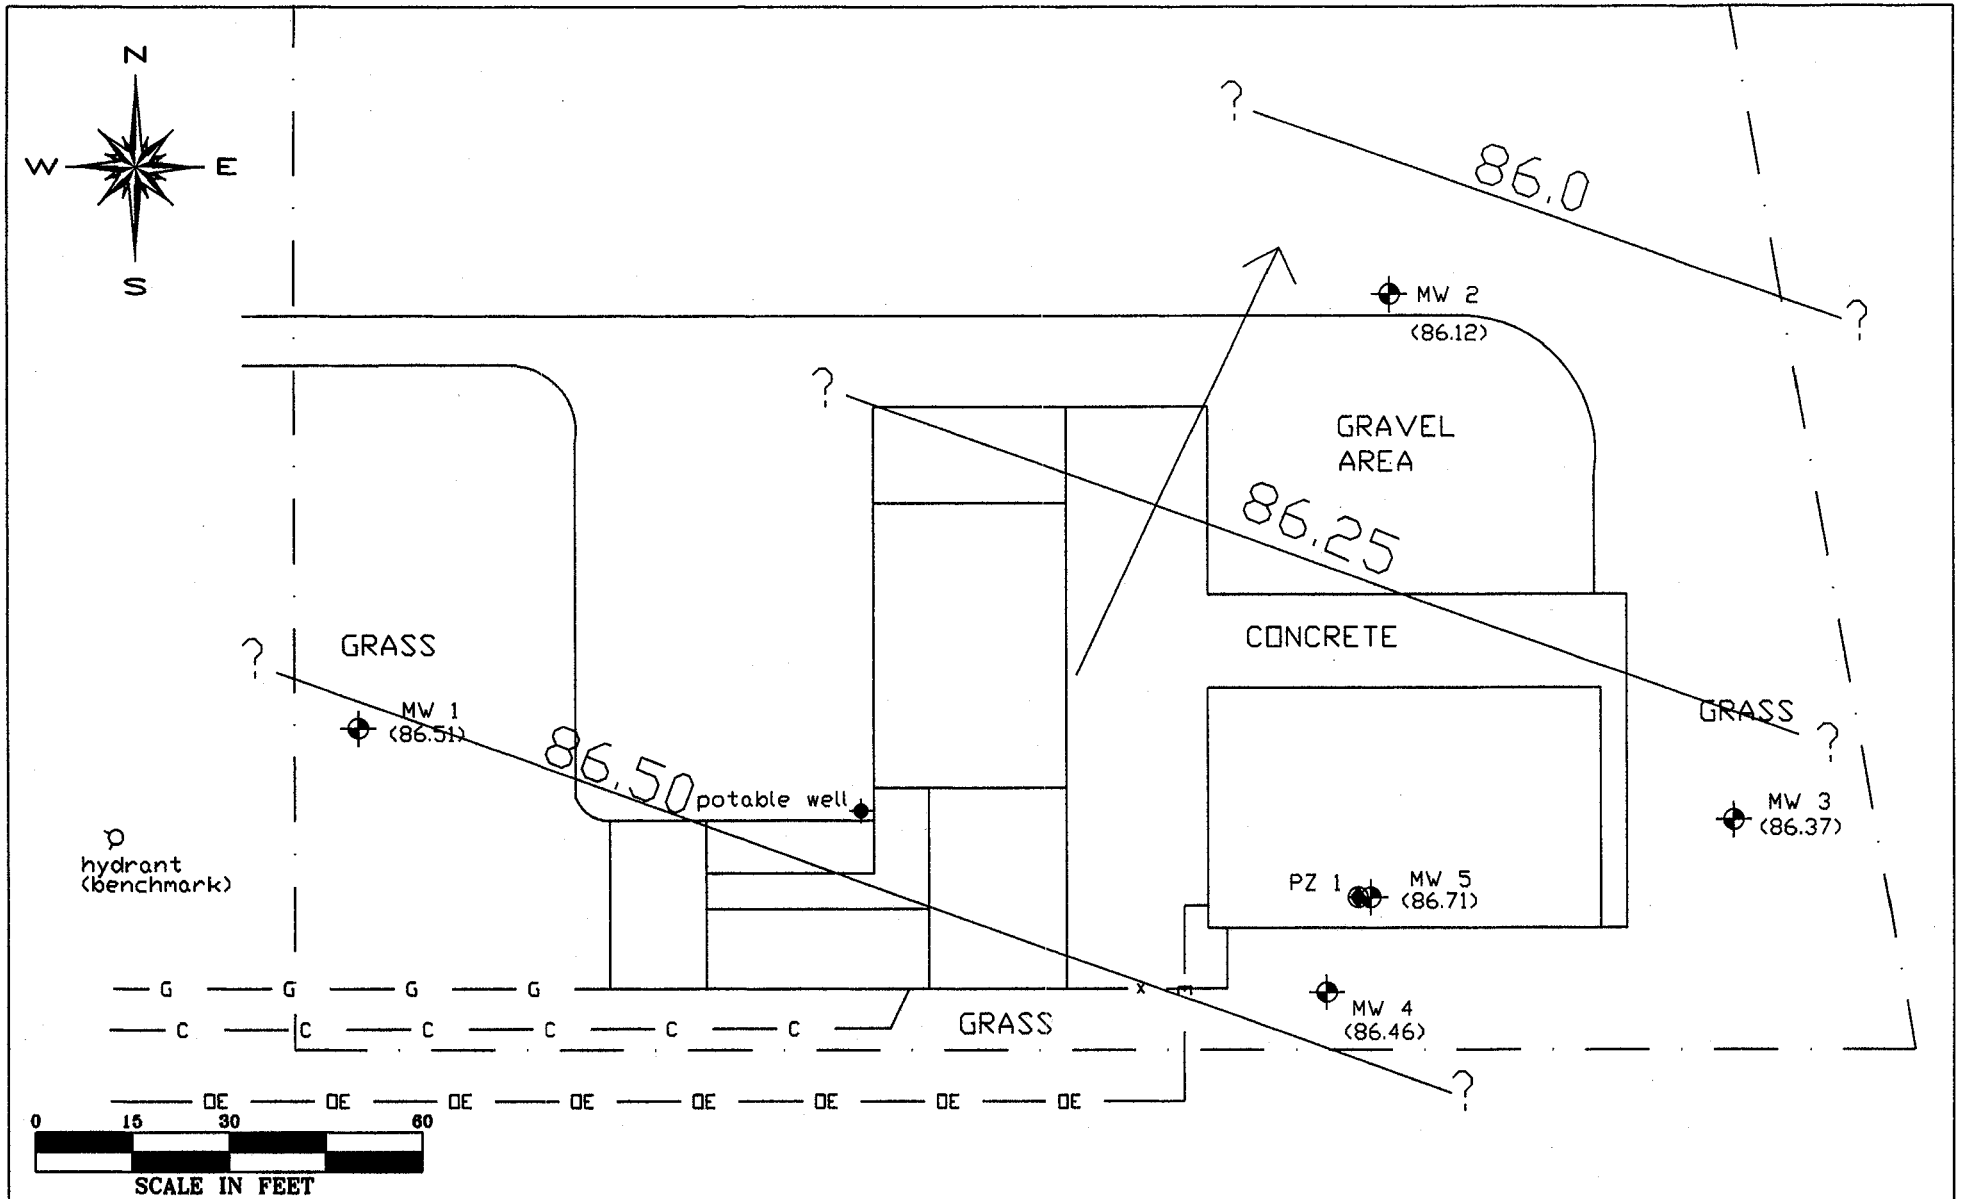 N
W E
S
?
86.0
MW 2
(86.12)
?
?
GRAVEL
AREA
86.25
CONCRETE
GRASS
?
MW 1
(86.51)
86.50
potable well
GRASS
?
MW 3
(86.37)
hydrant
(benchmark)
PZ 1
MW 5
(86.71)
G G G G
x E
MW 4
(86.46)
C C C C C C
GRASS
?
OE OE OE OE OE OE OE OE
0 15 30 60
SCALE IN FEET